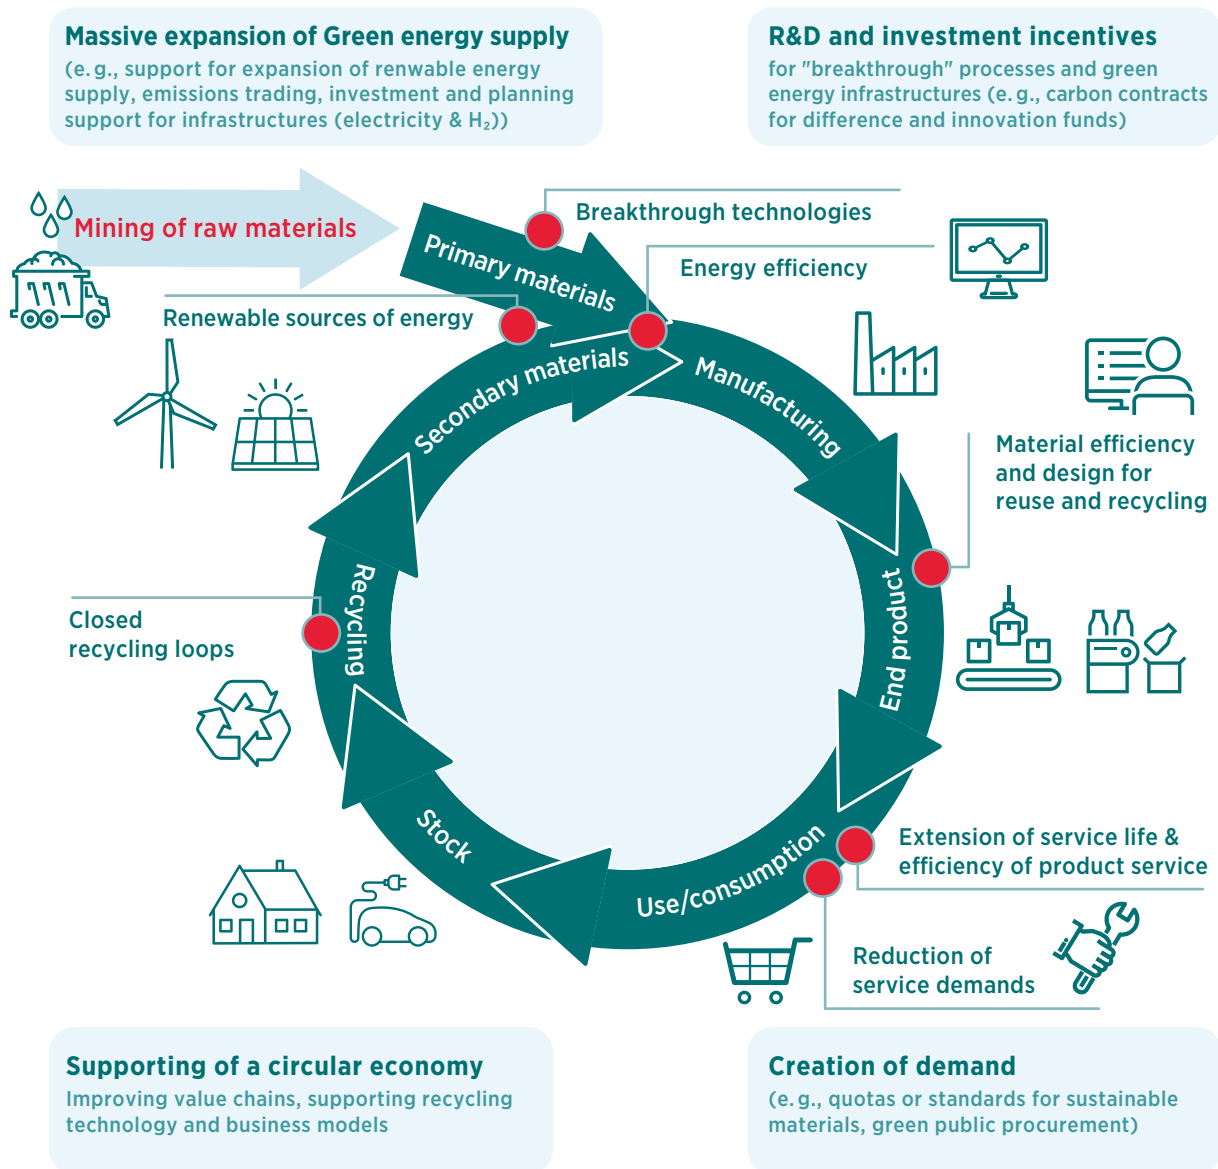 Massive expansion of Green energy supply
(e. g., support for expansion of renwable energy
supply, emissions trading, investment and planning
support for infrastructures (electricity & H₂))
R&D and investment incentives
for "breakthrough" processes and green
energy infrastructures (e. g., carbon contracts
for difference and innovation funds)
Mining of raw materials
Primary materials
Breakthrough technologies
Energy efficiency
Renewable sources of energy
Secondary materials
Manufacturing
Material efficiency
and design for
reuse and recycling
End product
Recycling
Closed
recycling loops
Stock
Use/consumption
Extension of service life &
efficiency of product service
Reduction of
service demands
Supporting of a circular economy
Improving value chains, supporting recycling
technology and business models
Creation of demand
(e. g., quotas or standards for sustainable
materials, green public procurement)